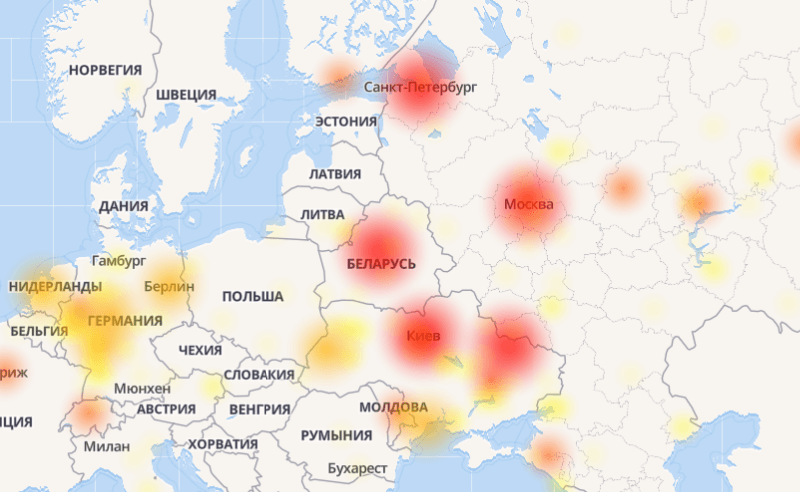 НОРВЕГИЯ
ШВЕЦИЯ
Санкт-Петербург
ЭСТОНИЯ
ЛАТВИЯ
ДАНИЯ
ЛИТВА
Москва
Гамбург
БЕЛАРУСЬ
НИДЕРЛАНДЫ
Берлин
ПОЛЬША
ГЕРМАНИЯ
БЕЛЬГИЯ
Киев
ЧЕХИЯ
риж
СЛОВАКИЯ
Мюнхен
АВСТРИЯ
ВЕНГРИЯ
МОЛДОВА
ЦИЯ
РУМЫНИЯ
Милан
ХОРВАТИЯ
Бухарест